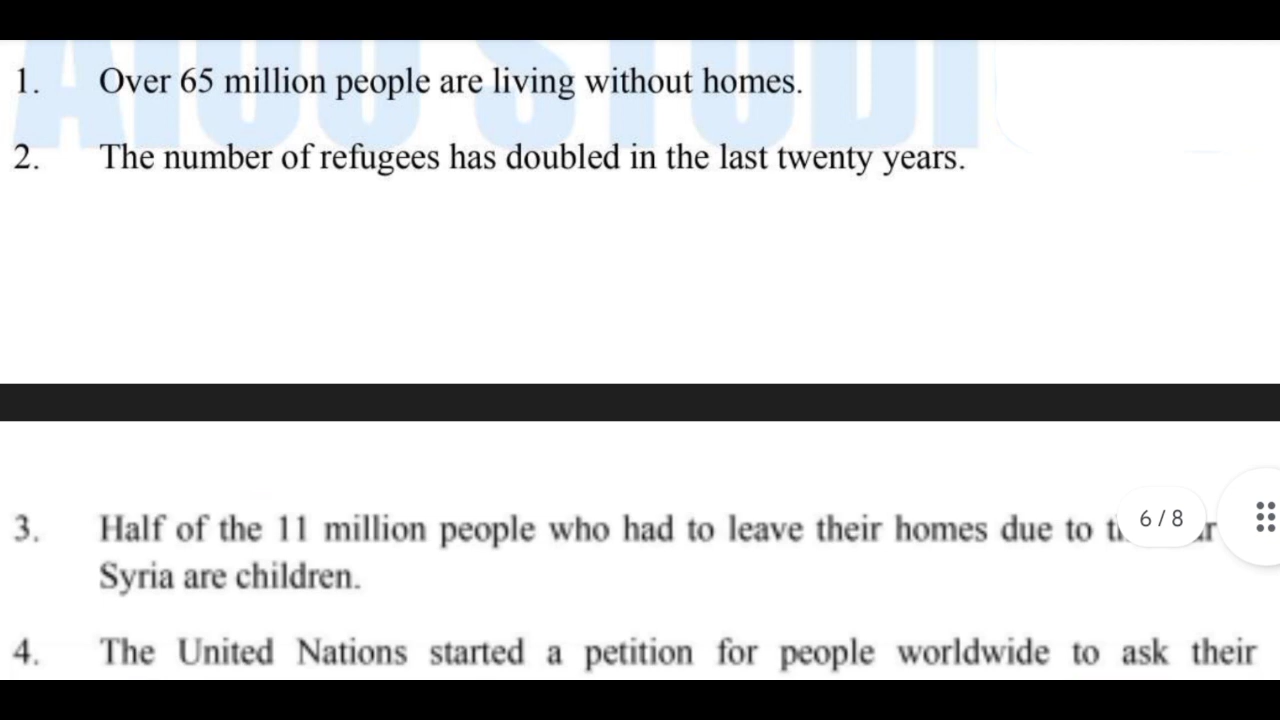 AIOU STUDI
1. Over 65 million people are living without homes.
2. The number of refugees has doubled in the last twenty years.
3. Half of the 11 million people who had to leave their homes due to
6 / 8
Syria are children.
4. The United Nations started a petition for people worldwide to ask their